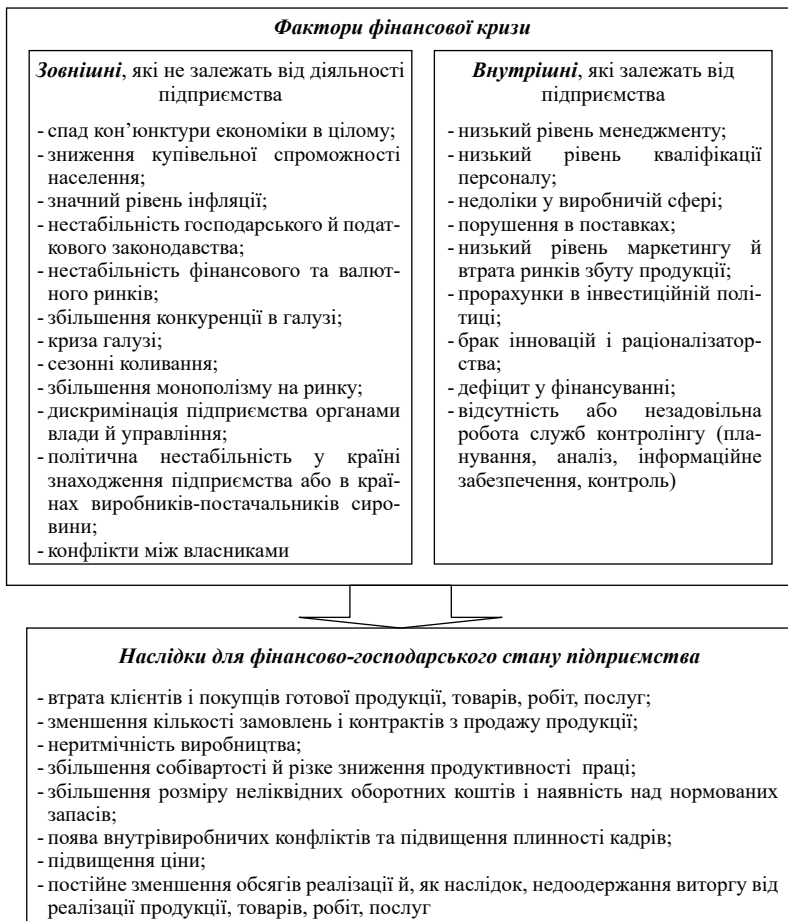 Фактори фінансової кризи
Зовнішні, які не залежать від діяльності
підприємства
- спад кон’юнктури економіки в цілому;
- зниження купівельної спроможності
населення;
- значний рівень інфляції;
- нестабільність господарського й подат-
кового законодавства;
- нестабільність фінансового та валют-
ного ринків;
- збільшення конкуренції в галузі;
- криза галузі;
- сезонні коливання;
- збільшення монополізму на ринку;
- дискримінація підприємства органами
влади й управління;
- політична нестабільність у країні
знаходження підприємства або в краї-
нах виробників-постачальників сиро-
вини;
- конфлікти між власниками
Внутрішні, які залежать від
підприємства
- низький рівень менеджменту;
- низький рівень кваліфікації
персоналу;
- недоліки у виробничій сфері;
- порушення в поставках;
- низький рівень маркетингу й
втрата ринків збуту продукції;
- прорахунки в інвестиційній полі-
тиці;
- брак інновацій і раціоналізатор-
ства;
- дефіцит у фінансуванні;
- відсутність або незадовільна
робота служб контролінгу (пла-
нування, аналіз, інформаційне
забезпечення, контроль)
Наслідки для фінансово-господарського стану підприємства
- втрата клієнтів і покупців готової продукції, товарів, робіт, послуг;
- зменшення кількості замовлень і контрактів з продажу продукції;
- неритмічність виробництва;
- збільшення собівартості й різке зниження продуктивності праці;
- збільшення розміру неліквідних оборотних коштів і наявність над нормованих
запасів;
- поява внутрівиробничих конфліктів та підвищення плинності кадрів;
- підвищення ціни;
- постійне зменшення обсягів реалізації й, як наслідок, недоодержання виторгу від
реалізації продукції, товарів, робіт, послуг